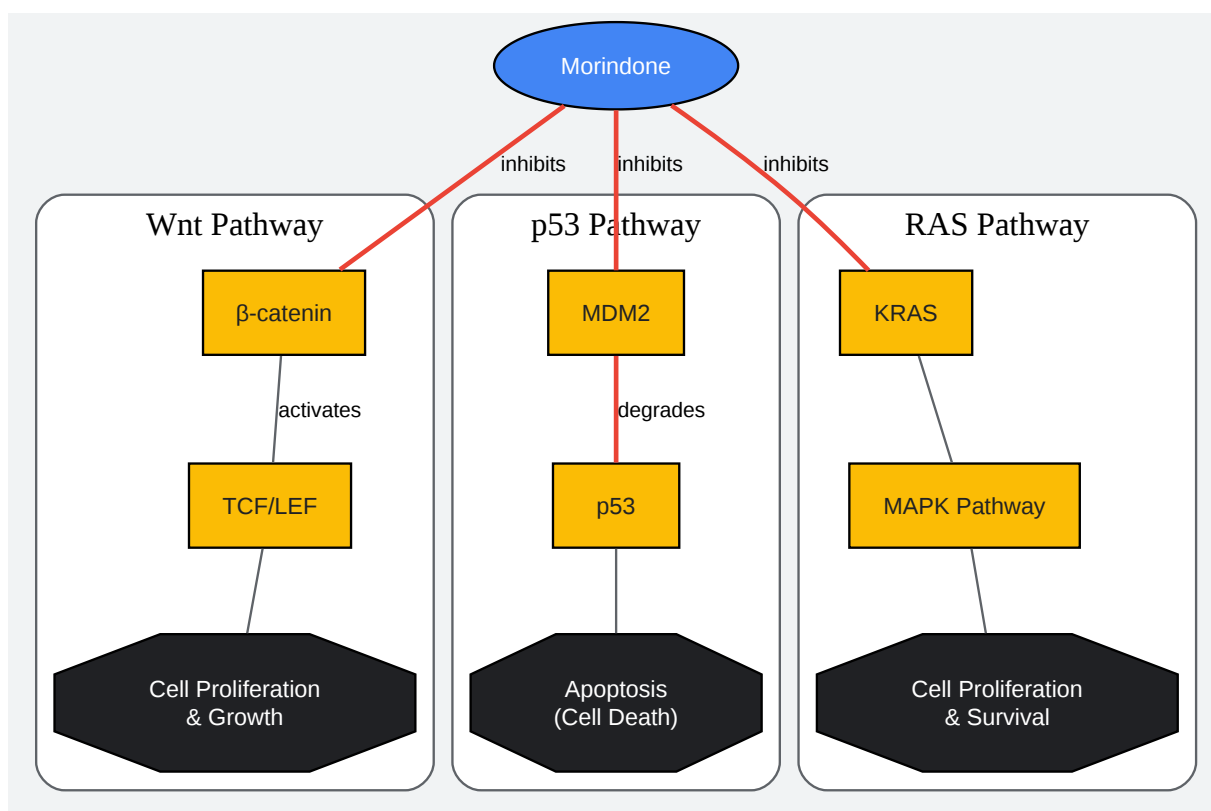 Morindone
inhibits
inhibits
inhibits
Wnt Pathway
p53 Pathway
RAS Pathway
β-catenin
MDM2
KRAS
activates
degrades
TCF/LEF
p53
MAPK Pathway
Cell Proliferation
& Growth
Apoptosis
(Cell Death)
Cell Proliferation
& Survival